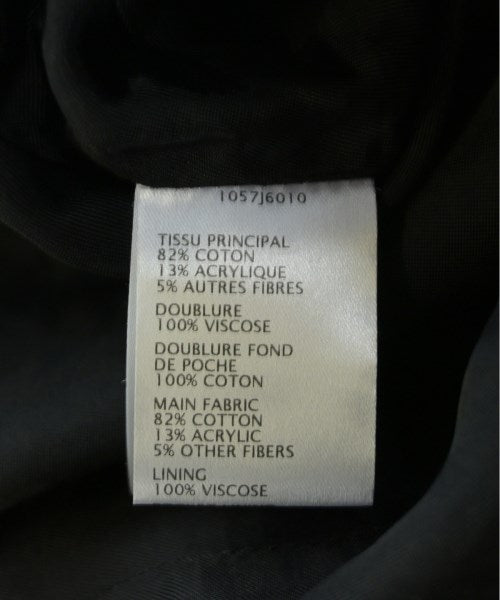 1057J6010
TISSU PRINCIPAL
82% COTON
13% ACRYLIQUE
5% AUTRES FIBRES
DOUBLURE
100% VISCOSE
DOUBLURE FOND
DE POCHE
100% COTON
MAIN FABRIC
82% COTTON
13% ACRYLIC
5% OTHER FIBERS
LINING
100% VISCOSE